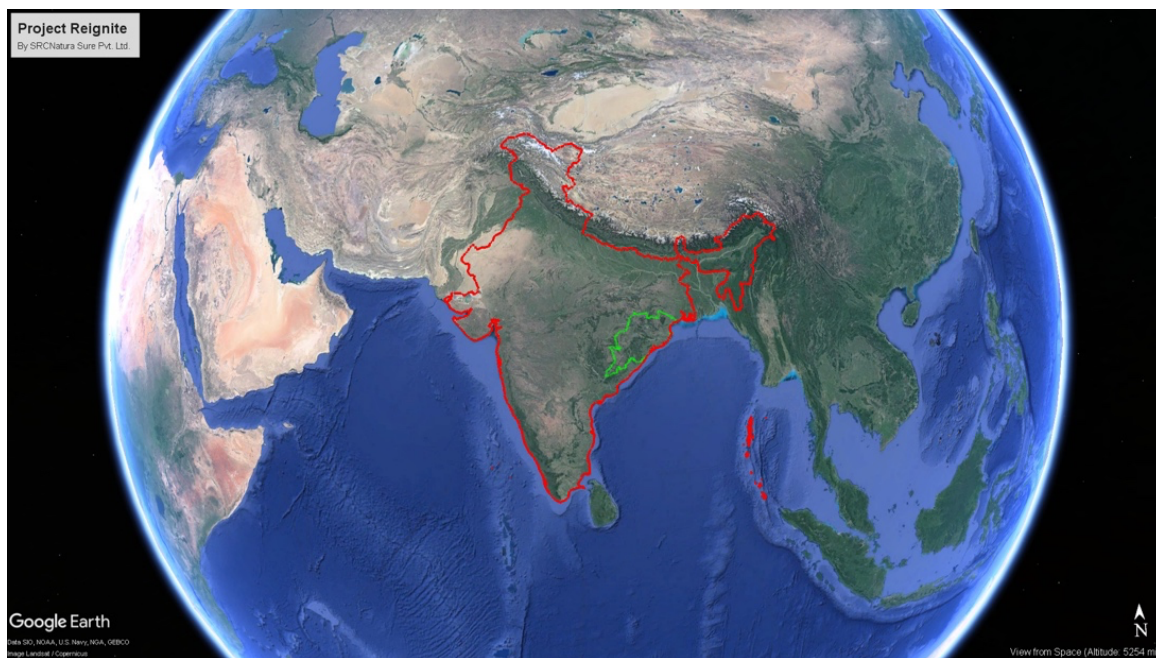 Project Reignite
By SRCNatura Sure Pvt. Ltd.
Google Earth
Data SIO, NOAA, U.S. Navy, NGA, GEBCO
Image Landsat / Copernicus
N
View from Space (Altitude: 5254 m